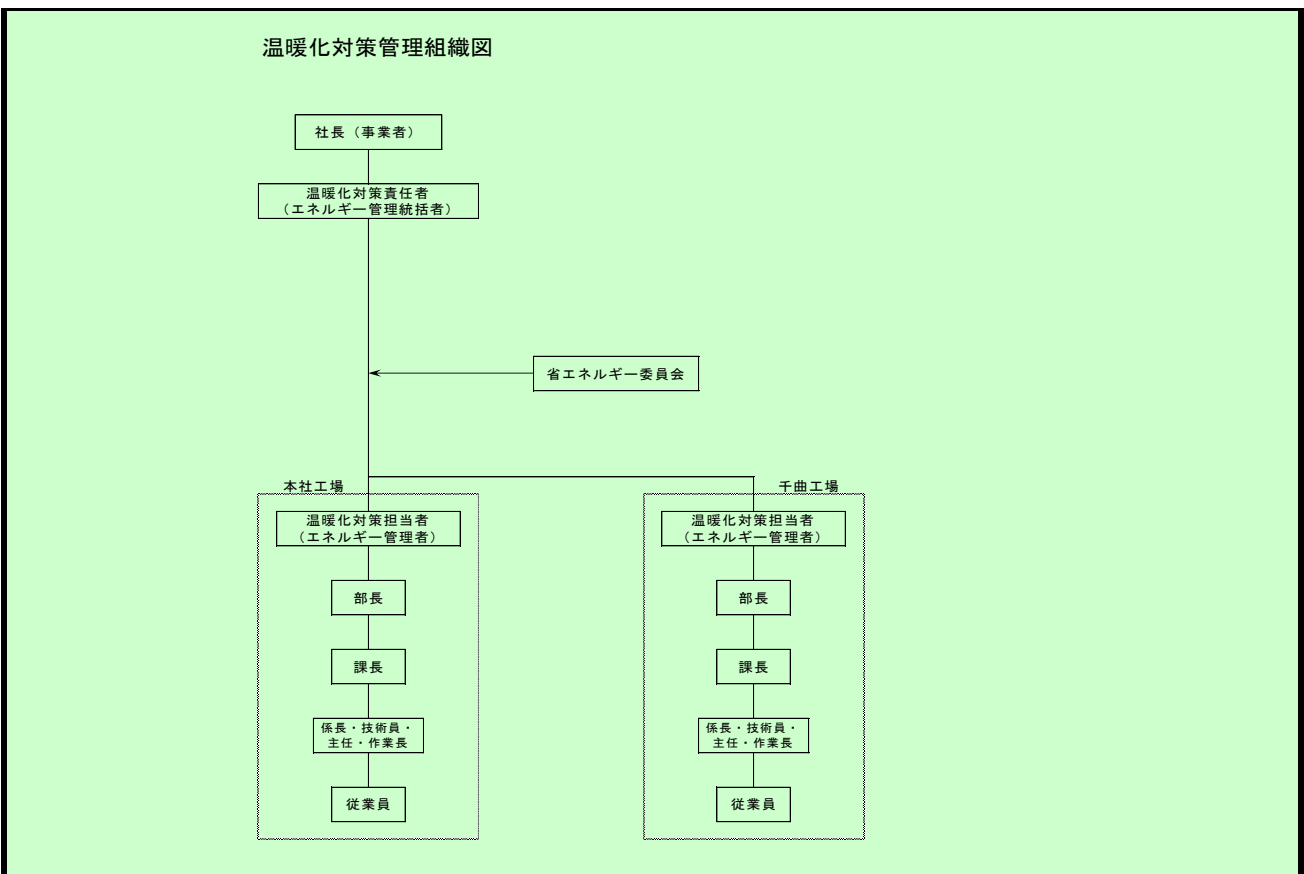 温暖化対策管理組織図
社長（事業者）
温暖化対策責任者
（エネルギー管理統括者）
省エネルギー委員会
本社工場
温暖化対策担当者
（エネルギー管理者）
部長
課長
係長・技術員・
主任・作業長
従業員
千曲工場
温暖化対策担当者
（エネルギー管理者）
部長
課長
係長・技術員・
主任・作業長
従業員